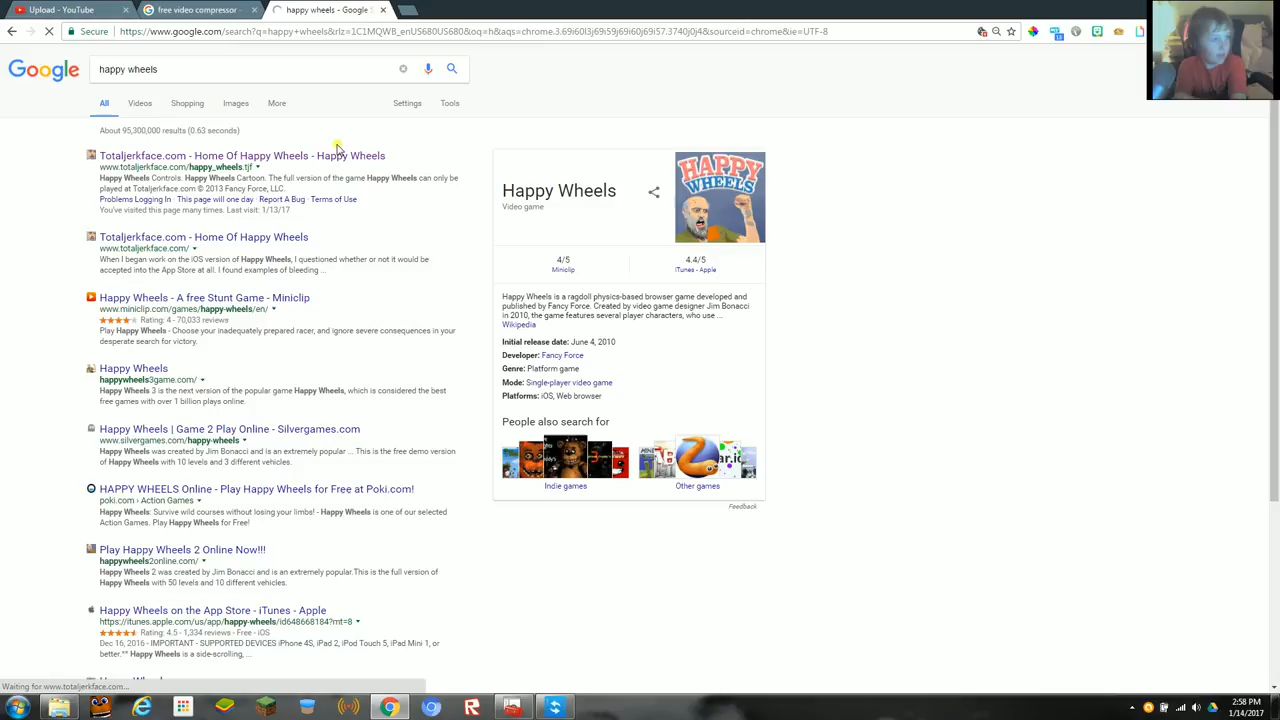 Upload - YouTube
free video compressor -
happy wheels - Google S
Secure
https://www.google.com/search?q=happy+wheels&rlz=1C1MQWB_enUS680US680&oq=h&aqs=chrome.3.69i60j0j69i59j69i60j69i57.3740j0j4&sourceid=chrome&ie=UTF-8
Google
happy wheels
All
Videos
Shopping
Images
More
Settings
Tools
About 95,300,000 results (0.63 seconds)
Totaljerkface.com - Home Of Happy Wheels - Happy Wheels
www.totaljerkface.com/happy_wheels.tjf
Happy Wheels Controls. Happy Wheels Cartoon. The full version of the game Happy Wheels can only be
played at Totaljerkface.com © 2013 Fancy Force, LLC.
Problems Logging In · This page will one day · Report A Bug · Terms of Use
You've visited this page many times. Last visit: 1/13/17
Totaljerkface.com - Home Of Happy Wheels
www.totaljerkface.com/
When I began work on the iOS version of Happy Wheels, I questioned whether or not it would be
accepted into the App Store at all. I found examples of bleeding ...
Happy Wheels - A free Stunt Game - Miniclip
www.miniclip.com/games/happy-wheels/en/
Rating: 4 - 70,033 reviews
Play Happy Wheels - Choose your inadequately prepared racer, and ignore severe consequences in your
desperate search for victory.
Happy Wheels
happywheels3game.com/
Happy Wheels 3 is the next version of the popular game Happy Wheels, which is considered the best
free games with over 1 billion plays online.
Happy Wheels | Game 2 Play Online - Silvergames.com
www.silvergames.com/happy-wheels
Happy Wheels was created by Jim Bonacci and is an extremely popular ... This is the free demo version
of Happy Wheels with 10 levels and 3 different vehicles.
HAPPY WHEELS Online - Play Happy Wheels for Free at Poki.com!
poki.com › Action Games
Happy Wheels: Survive wild courses without losing your limbs! - Happy Wheels is one of our selected
Action Games. Play Happy Wheels for Free!
Play Happy Wheels 2 Online Now!!!
happywheels2online.com/
Happy Wheels 2 was created by Jim Bonacci and is an extremely popular.This is the full version of
Happy Wheels with 50 levels and 10 different vehicles.
Happy Wheels on the App Store - iTunes - Apple
https://itunes.apple.com/us/app/happy-wheels/id648668184?mt=8
Rating: 4.5 - 1,334 reviews - Free - iOS
Dec 16, 2016 - IMPORTANT - SUPPORTED DEVICES iPhone 4S, iPad 2, iPod Touch 5, iPad Mini 1, or
better.** Happy Wheels is a side-scrolling, ...
Happy Wheels
Video game
HAPPY
WHEELS
4/5
Miniclip
4.4/5
iTunes - Apple
Happy Wheels is a ragdoll physics-based browser game developed and
published by Fancy Force. Created by video game designer Jim Bonacci
in 2010, the game features several player characters, who use ...
Wikipedia
Initial release date: June 4, 2010
Developer: Fancy Force
Genre: Platform game
Mode: Single-player video game
Platforms: iOS, Web browser
People also search for
Indie games
Other games
Feedback
Waiting for www.totaljerkface.com...
2:58 PM
1/14/2017